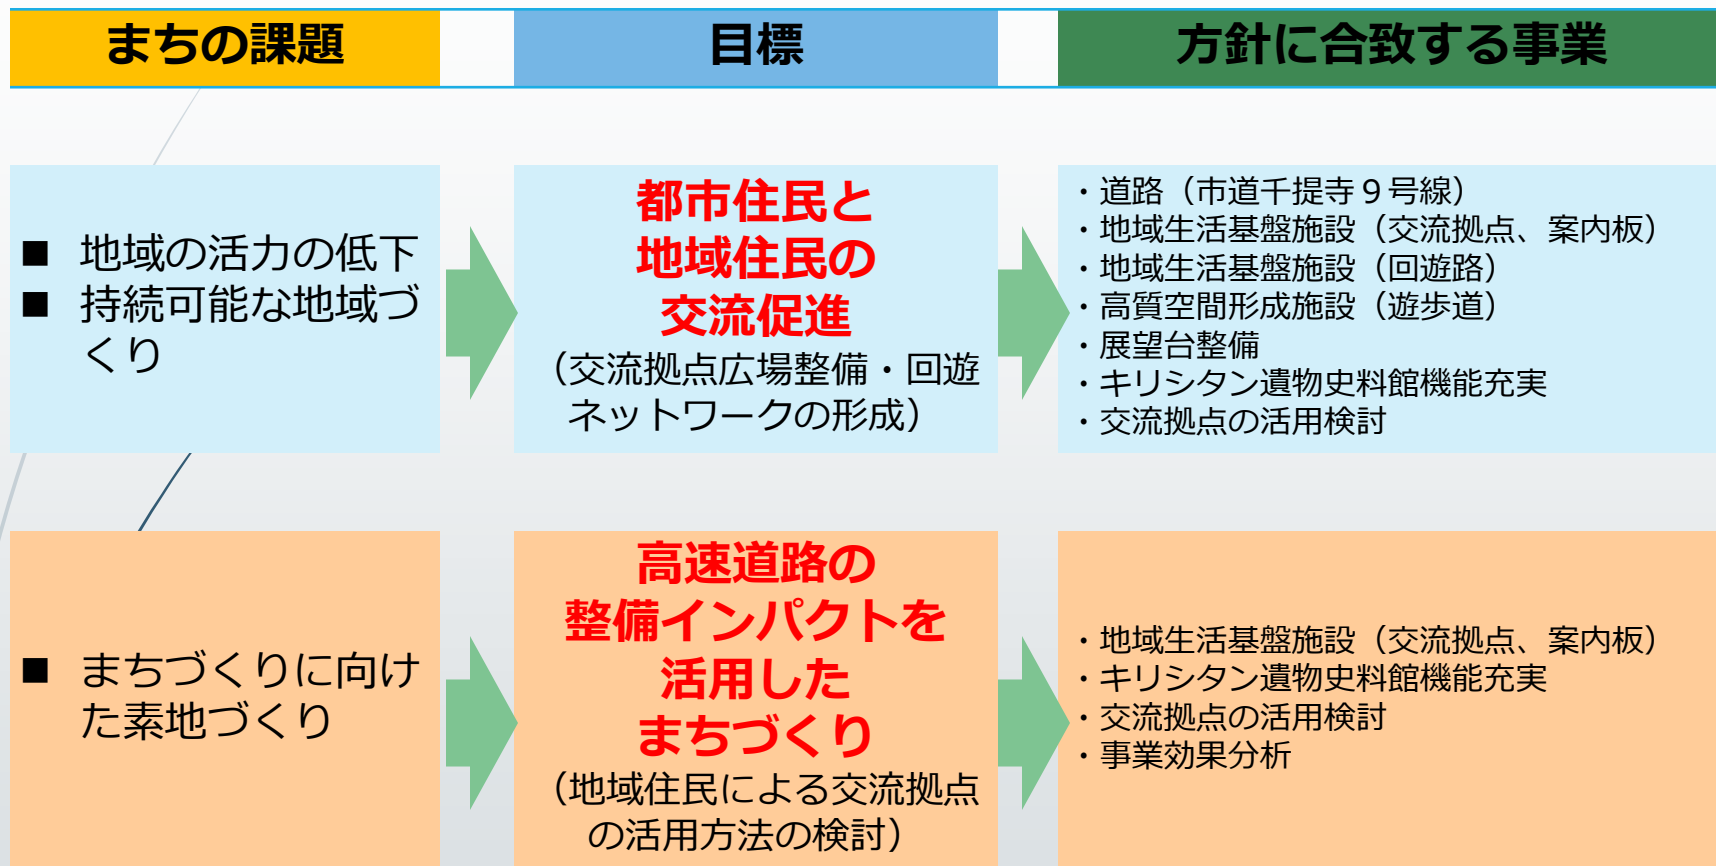 まちの課題
目標
方針に合致する事業
■ 地域の活力の低下
■ 持続可能な地域づ
くり
都市住民と
地域住民の
交流促進
（交流拠点広場整備・回遊
ネットワークの形成）
・道路（市道千提寺９号線）
・地域生活基盤施設（交流拠点、案内板）
・地域生活基盤施設（回遊路）
・高質空間形成施設（遊歩道）
・展望台整備
・キリシタン遺物史料館機能充実
・交流拠点の活用検討
■ まちづくりに向け
た素地づくり
高速道路の
整備インパクトを
活用した
まちづくり
（地域住民による交流拠点
の活用方法の検討）
・地域生活基盤施設（交流拠点、案内板）
・キリシタン遺物史料館機能充実
・交流拠点の活用検討
・事業効果分析